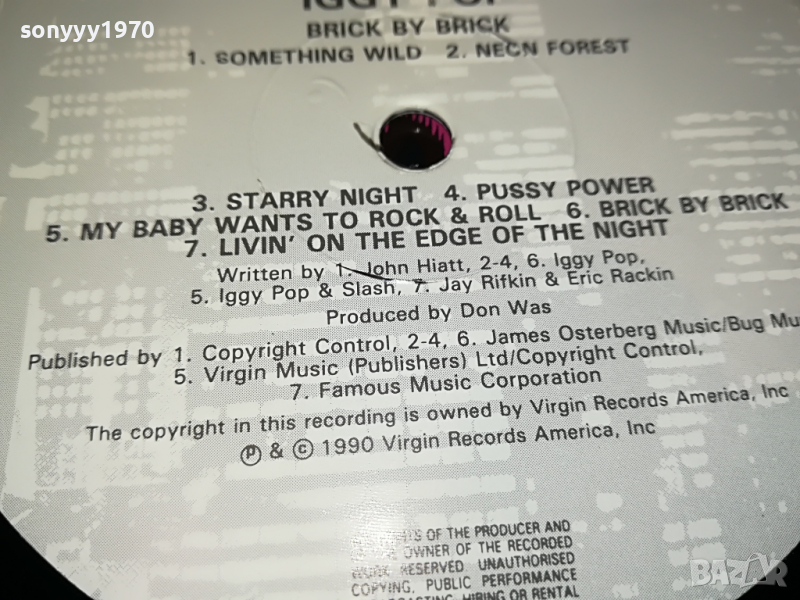 sonyyy1970
IGGY POP
BRICK BY BRICK
1. SOMETHING WILD 2. NEON FOREST
3. STARRY NIGHT 4. PUSSY POWER
5. MY BABY WANTS TO ROCK & ROLL 6. BRICK BY BRICK
7. LIVIN' ON THE EDGE OF THE NIGHT
Written by 1. John Hiatt, 2-4, 6. Iggy Pop,
5. Iggy Pop & Slash, 7. Jay Rifkin & Eric Rackin
Produced by Don Was
Published by 1. Copyright Control, 2-4, 6. James Osterberg Music/Bug Mu
5. Virgin Music (Publishers) Ltd/Copyright Control,
7. Famous Music Corporation
The copyright in this recording is owned by Virgin Records America, Inc
℗ & © 1990 Virgin Records America, Inc
OF THE PRODUCER AND
OWNER OF THE RECORDED
WORK RESERVED UNAUTHORISED
COPYING, PUBLIC PERFORMANCE
HIRING OR RENTAL
BAZAR